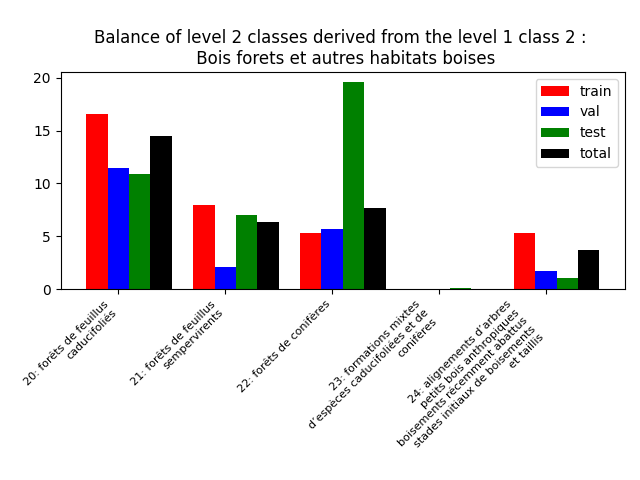 Balance of level 2 classes derived from the level 1 class 2 :
Bois forets et autres habitats boises
20
15
10
5
0
train
val
test
total
20: forêts de feuillus
caducifoliés
21: forêts de feuillus
sempervirents
22: forêts de conifères
23: formations mixtes
d’espèces caducifoliées et de
conifères
24: alignements d’arbres
petits bois anthropiques
boisements récemment abattus
stades initiaux de boisements
et taillis